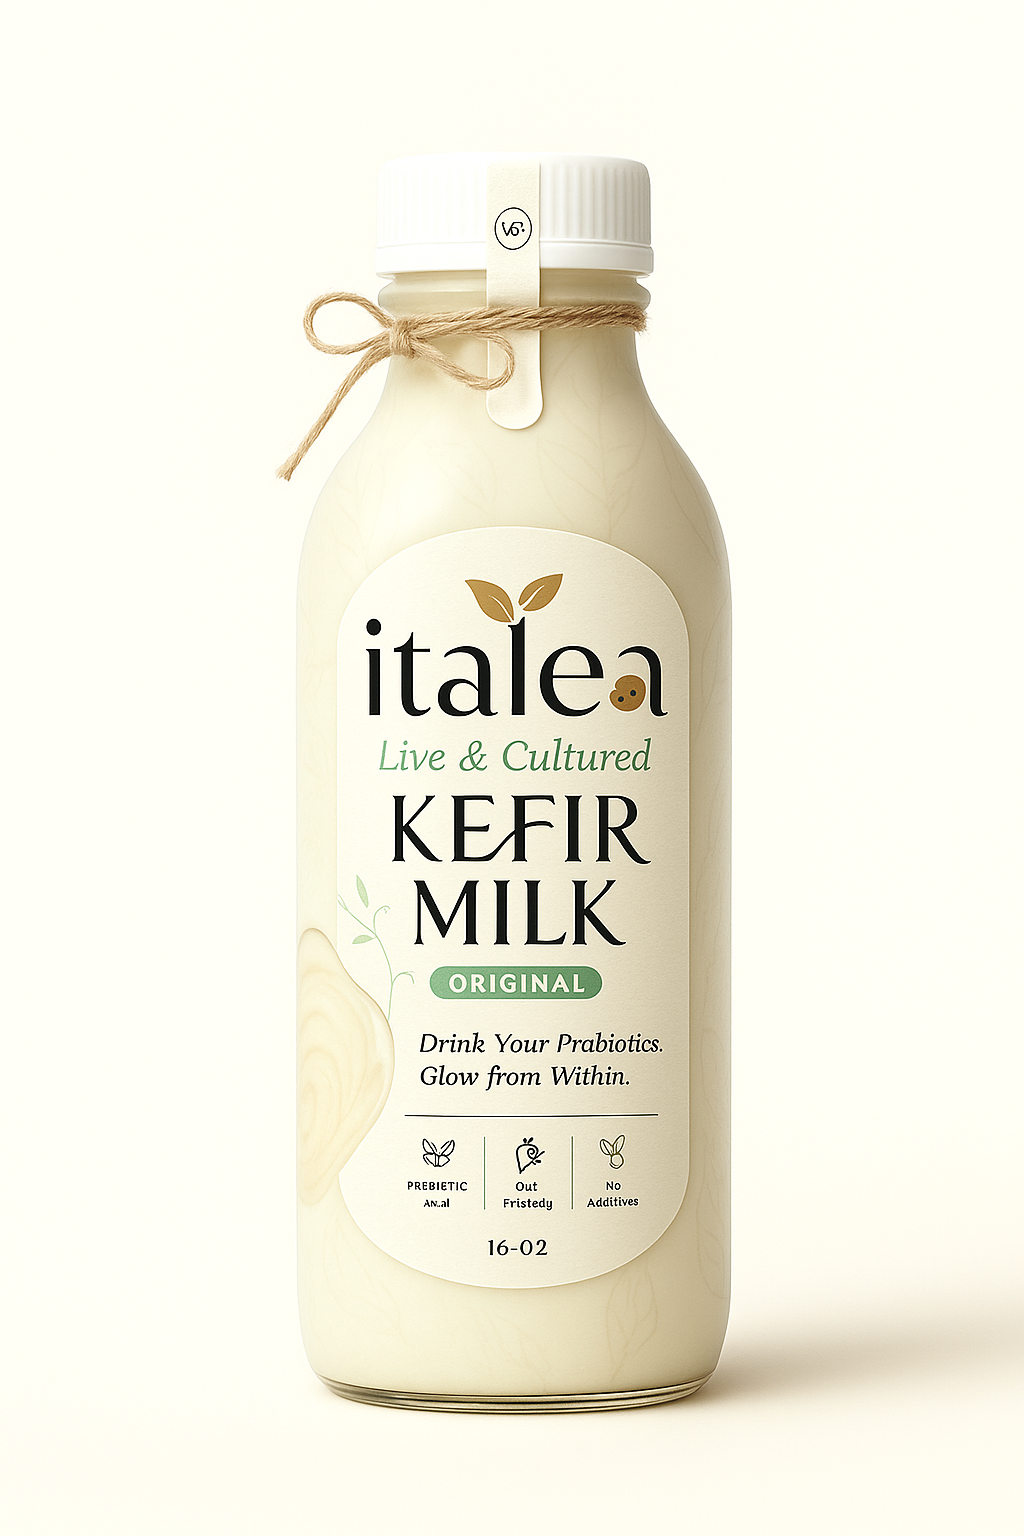 italea
Live & Cultured
KEFIR
MILK
ORIGINAL
Drink Your Prabiotics.
Glow from Within.
PREBIETIC
Out
Fristedy
No
Additives
16-02